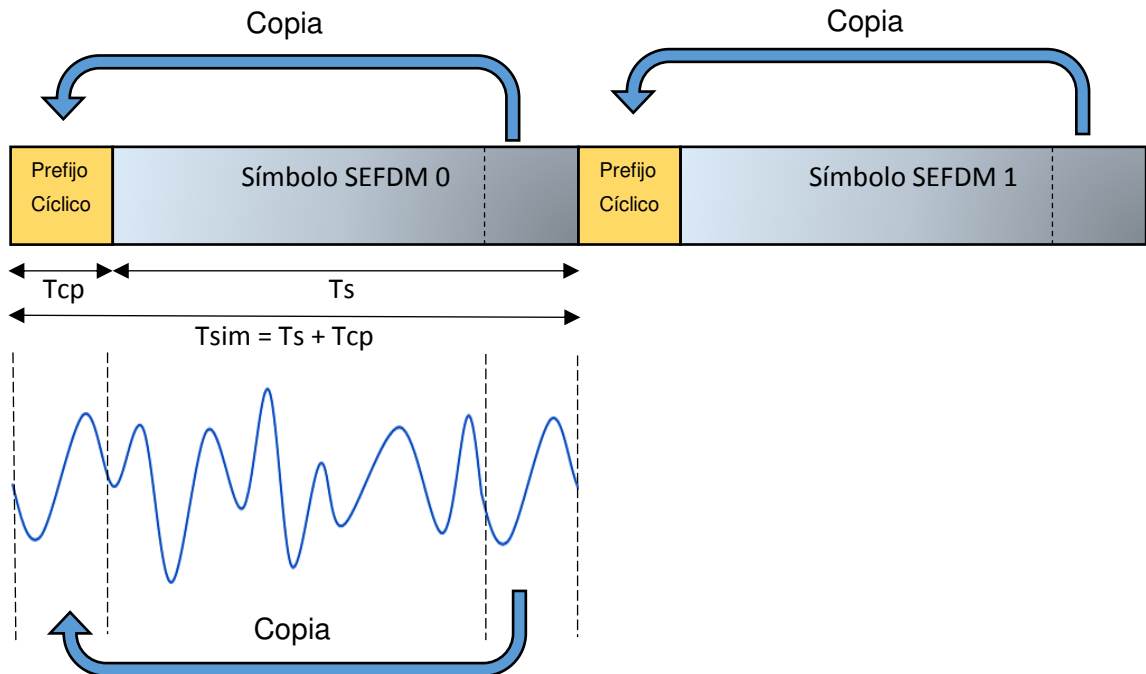 Copia
Copia
Prefijo
Cíclico
Símbolo SEFDM 0
Prefijo
Cíclico
Símbolo SEFDM 1
Tcp
Ts
Tsim = Ts + Tcp
Copia